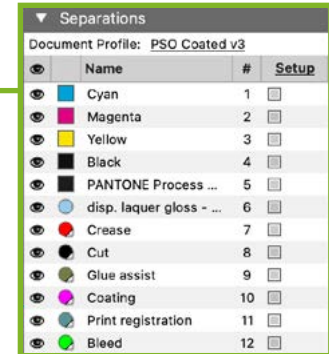 Separations
Document Profile: PSO Coated v3
Name # Setup
Cyan 1
Magenta 2
Yellow 3
Black 4
PANTONE Process ... 5
disp. laquer gloss - ... 6
Crease 7
Cut 8
Glue assist 9
Coating 10
Print registration 11
Bleed 12